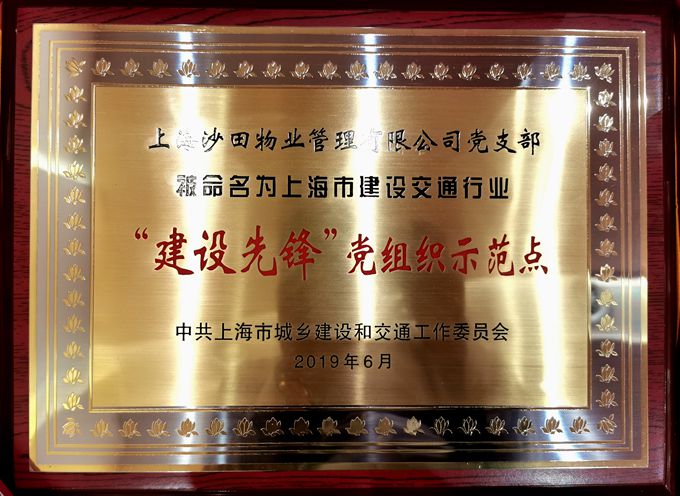 上海沙田物业管理有限公司党支部
被命名为上海市建设交通行业
“建设先锋”党组织示范点
中共上海市城乡建设和交通工作委员会
2019年6月